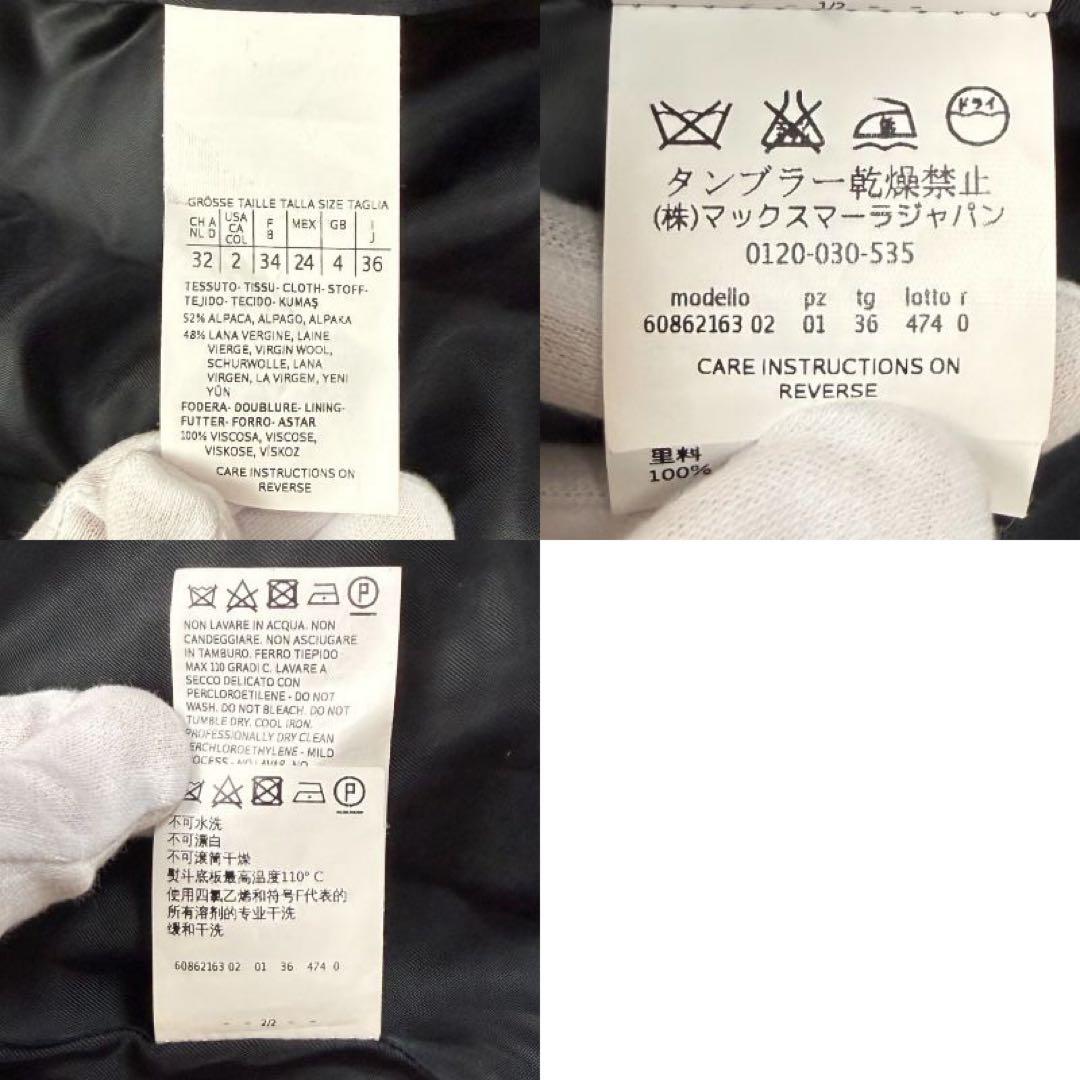 GRÖSSE TAILLE TALLA SIZE TAGLIA
CH A NL D USA CA COL F B MEX GB I J
32 2 34 24 4 36
TESSUTO- TISSU- CLOTH- STOFF-
TEJIDO- TECIDO- KUMAŞ
52% ALPACA, ALPAGO, ALPAKA
48% LANA VERGINE, LAINE
VIERGE, VIRGIN WOOL,
SCHURWOLLE, LANA
VIRGEN, LA VIRGEM, YENI
YÜN
FODERA- DOUBLURE- LINING-
FUTTER- FORRO- ASTAR
100% VISCOSA, VISCOSE,
VISKOSE, VİSKOZ
CARE INSTRUCTIONS ON
REVERSE
1/2
低 ドライ
タンブラー乾燥禁止
(株)マックスマーラジャパン
0120-030-535
modello pz tg lotto r
60862163 02 01 36 474 0
CARE INSTRUCTIONS ON
REVERSE
里料
100%
P
NON LAVARE IN ACQUA. NON
CANDEGGIARE. NON ASCIUGARE
IN TAMBURO. FERRO TIEPIDO
MAX 110 GRADI C. LAVARE A
SECCO DELICATO CON
PERCLOROETILENE - DO NOT
WASH. DO NOT BLEACH. DO NOT
TUMBLE DRY. COOL IRON.
PROFESSIONALLY DRY CLEAN
ERCHLOROETHYLENE - MILD
P
不可水洗
不可漂白
不可滚筒干燥
熨斗底板最高温度110° C
使用四氯乙烯和符号F代表的
所有溶剂的专业干洗
缓和干洗
60862163 02 01 36 474 0
2/2